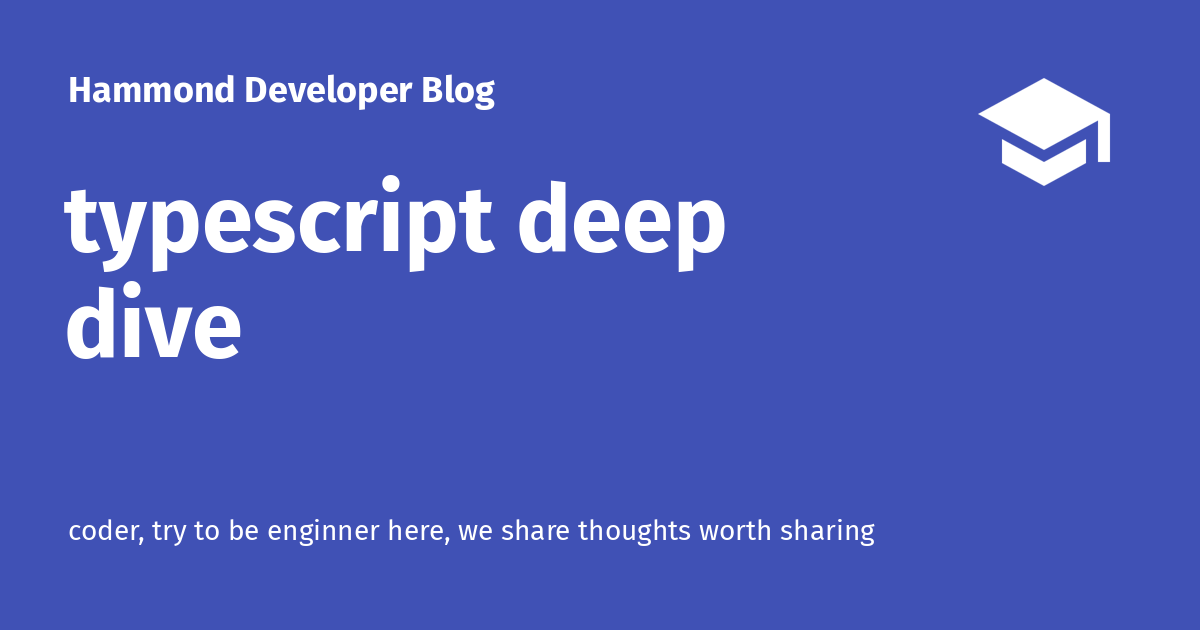 Hammond Developer Blog
typescript deep
dive
coder, try to be enginner here, we share thoughts worth sharing